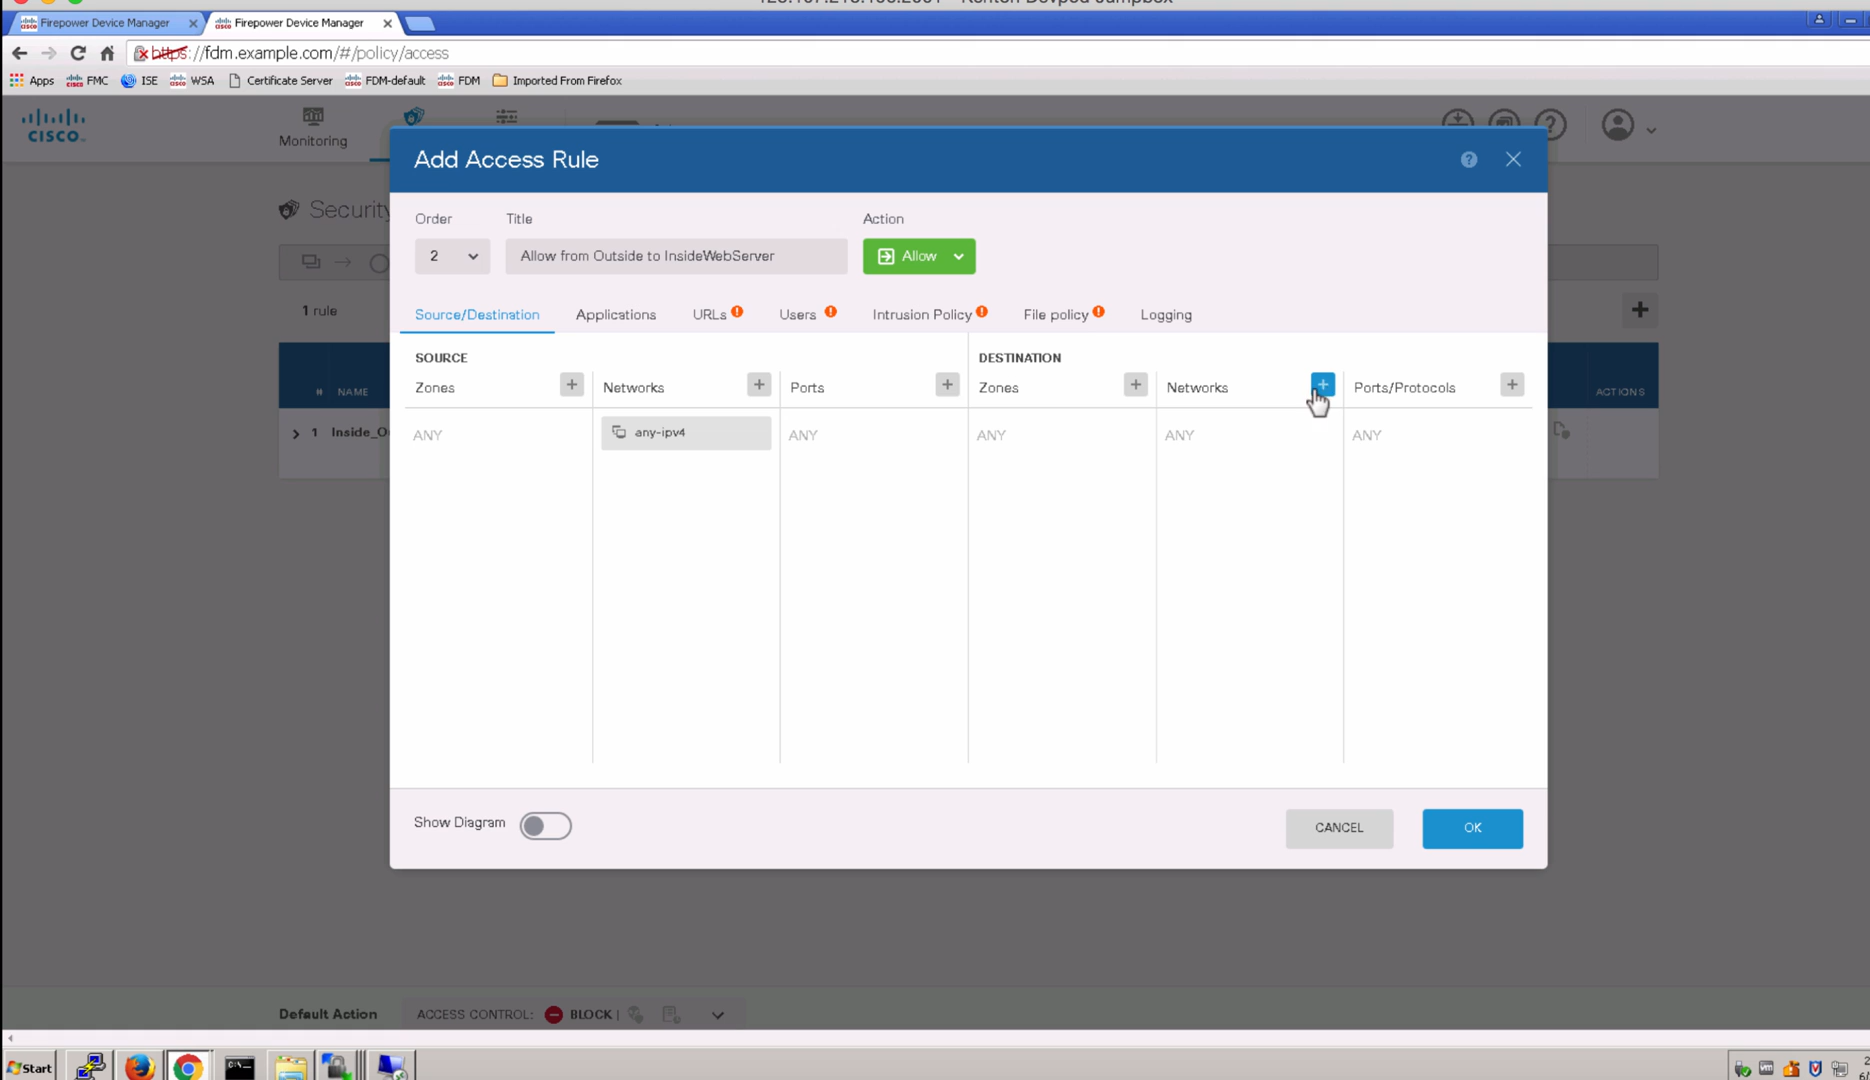 Firepower Device Manager
Firepower Device Manager
https://fdm.example.com/#/policy/access
Apps FMC ISE WSA Certificate Server FDM-default FDM Imported From Firefox
CISCO
Monitoring
Add Access Rule
Security
Order Title Action
2 Allow from Outside to InsideWebServer Allow
1 rule
Source/Destination Applications URLs Users Intrusion Policy File policy Logging
SOURCE DESTINATION
Zones Networks Ports Zones Networks Ports/Protocols
# NAME ACTIONS
1 Inside_O
ANY any-ipv4 ANY ANY ANY ANY
Show Diagram CANCEL OK
Default Action ACCESS CONTROL: BLOCK |
Start